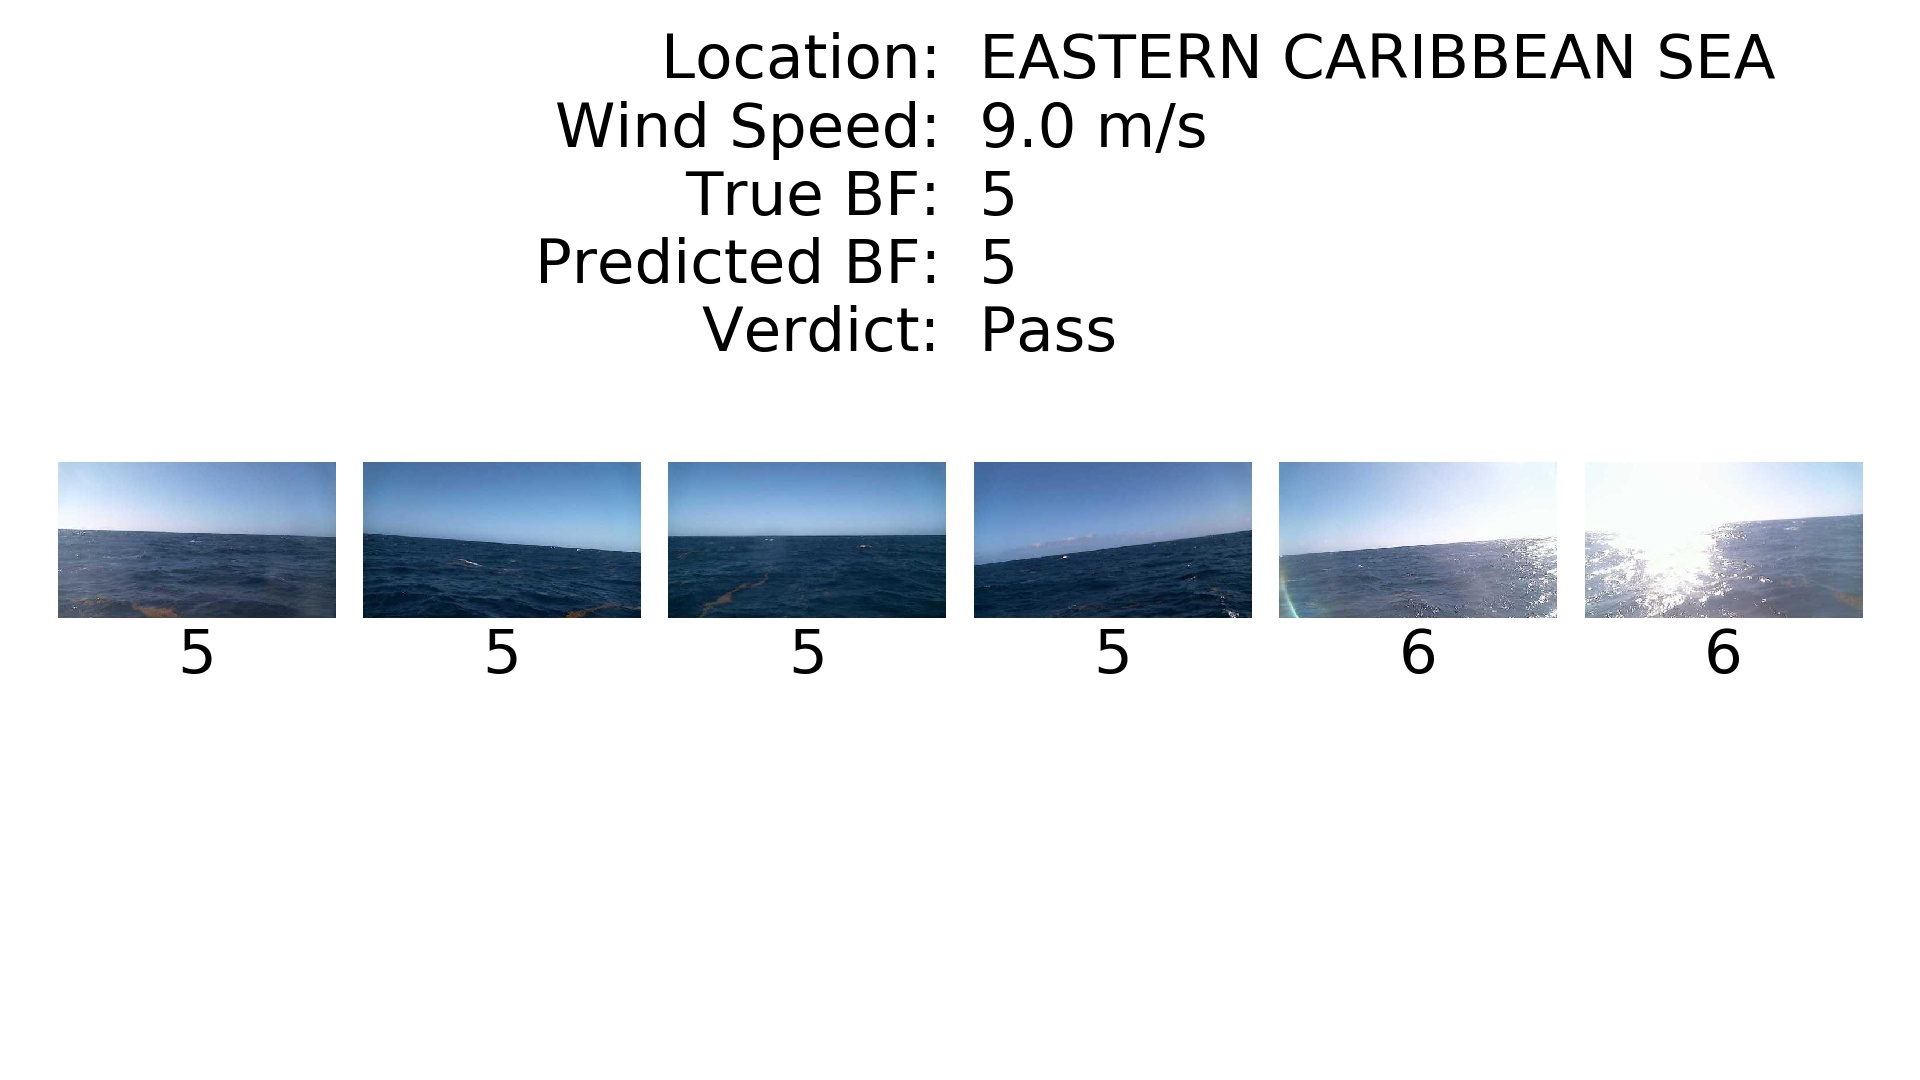 Location: EASTERN CARIBBEAN SEA
Wind Speed: 9.0 m/s
True BF: 5
Predicted BF: 5
Verdict: Pass
5 5 5 5 6 6